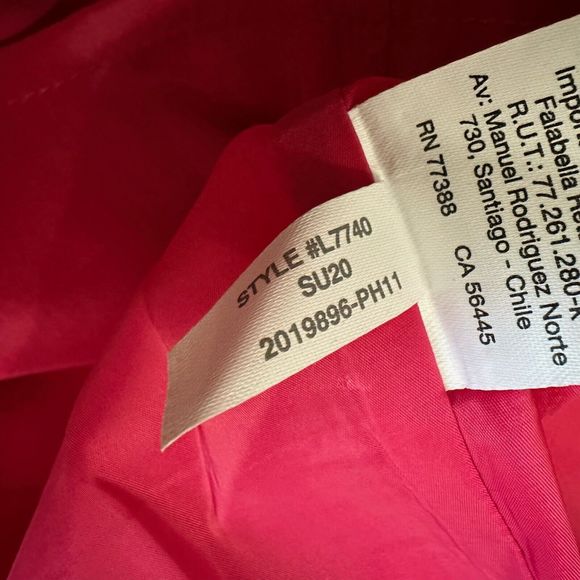 STYLE #L7740
SU20
2019896-PH11
Falabella
R.U.T.: 77.261.280-K
Av: Manuel Rodriguez Norte
730, Santiago - Chile
RN 77388 CA 56445